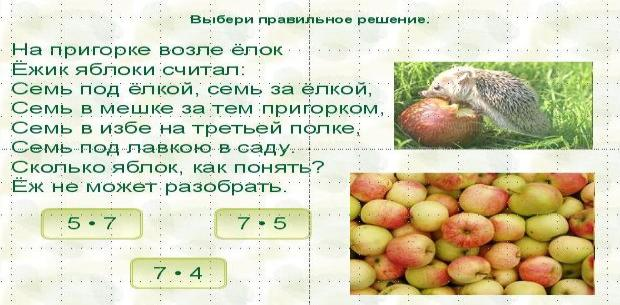 Выбери правильное решение.
На пригорке возле ёлок
Ёжик яблоки считал:
Семь под ёлкой, семь за ёлкой,
Семь в мешке за тем пригорком,
Семь в избе на третьей полке,
Семь под лавкою в саду.
Сколько яблок, как понять?
Ёж не может разобрать.
5 • 7
7 • 5
7 • 4